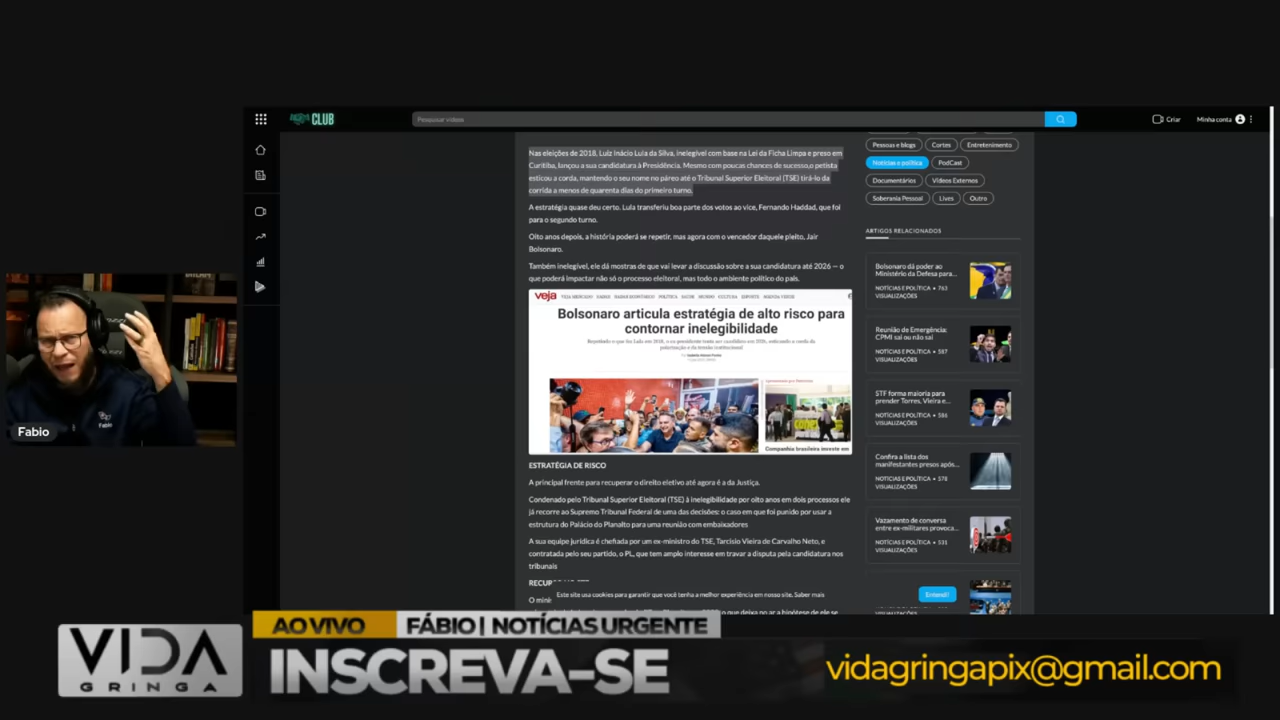 CLUB
Pesquisar vídeos
Criar
Minha conta
Nas eleições de 2018, Luiz Inácio Lula da Silva, inelegível com base na Lei da Ficha Limpa e preso em
Curitiba, lançou a sua candidatura à Presidência. Mesmo com poucas chances de sucesso,o petista
esticou a corda, mantendo o seu nome no páreo até o Tribunal Superior Eleitoral (TSE) tirá-lo da
corrida a menos de quarenta dias do primeiro turno.
A estratégia quase deu certo. Lula transferiu boa parte dos votos ao vice, Fernando Haddad, que foi
para o segundo turno.
Oito anos depois, a história poderá se repetir, mas agora com o vencedor daquele pleito, Jair
Bolsonaro.
Também inelegível, ele dá mostras de que vai levar a discussão sobre a sua candidatura até 2026 — o
que poderá impactar não só o processo eleitoral, mas todo o ambiente político do país.
veja
Bolsonaro articula estratégia de alto risco para
contornar inelegibilidade
Companhia brasileira investe em
ESTRATÉGIA DE RISCO
A principal frente para recuperar o direito eletivo até agora é a da Justiça.
Condenado pelo Tribunal Superior Eleitoral (TSE) à inelegibilidade por oito anos em dois processos ele
já recorre ao Supremo Tribunal Federal de uma das decisões: o caso em que foi punido por usar a
estrutura do Palácio do Planalto para uma reunião com embaixadores
A sua equipe jurídica é chefiada por um ex-ministro do TSE, Tarcisio Vieira de Carvalho Neto, e
contratada pelo seu partido, o PL, que tem amplo interesse em travar a disputa pela candidatura nos
tribunais
Este site usa cookies para garantir que você tenha a melhor experiência em nosso site. Saber mais
Entendi!
Pessoas e blogs
Cortes
Entretenimento
Notícias e política
PodCast
Documentários
Vídeos Externos
Soberania Pessoal
Lives
Outro
ARTIGOS RELACIONADOS
Bolsonaro dá poder ao
Ministério da Defesa para...
NOTÍCIAS E POLÍTICA • 763
VISUALIZAÇÕES
Reunião de Emergência:
CPMI sai ou não sai
NOTÍCIAS E POLÍTICA • 587
VISUALIZAÇÕES
STF forma maioria para
prender Torres, Vieira e...
NOTÍCIAS E POLÍTICA • 586
VISUALIZAÇÕES
Confira a lista dos
manifestantes presos após...
NOTÍCIAS E POLÍTICA • 578
VISUALIZAÇÕES
Vazamento de conversa
entre ex-militares provoca...
NOTÍCIAS E POLÍTICA • 531
VISUALIZAÇÕES
Fabio
AO VIVO
FÁBIO | NOTÍCIAS URGENTE
VIDA
GRINGA
INSCREVA-SE
vidagringapix@gmail.com